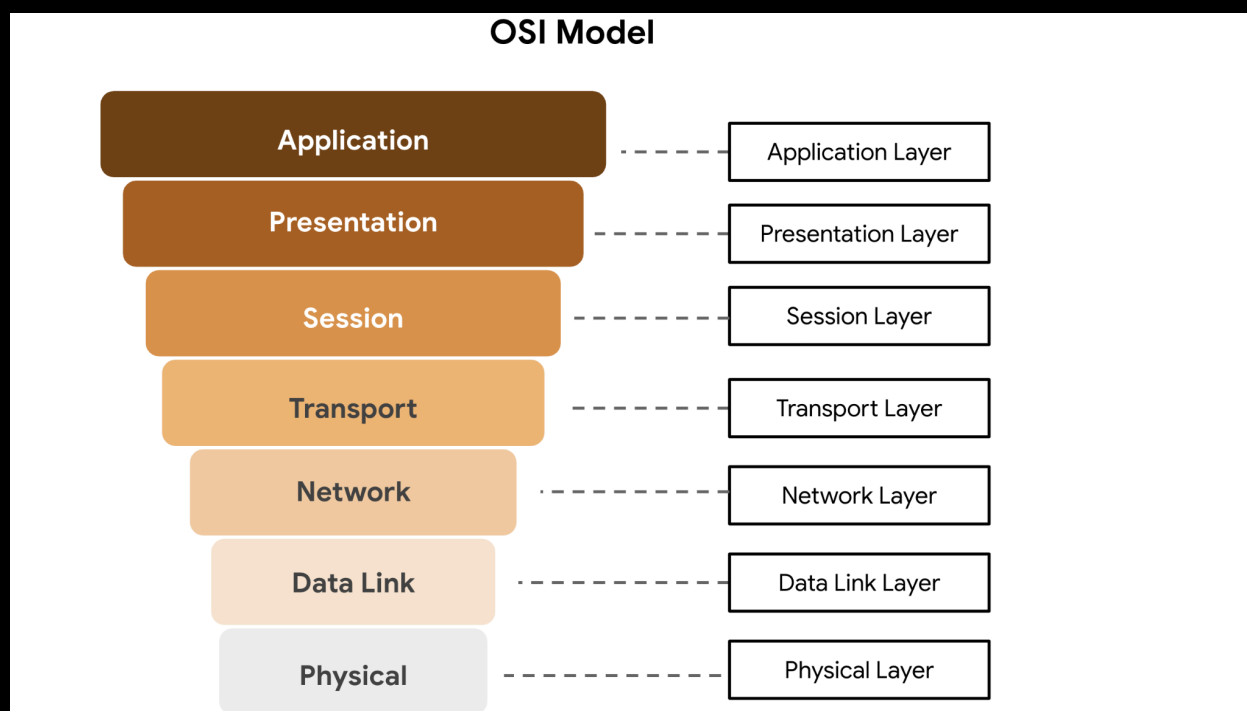 OSI Model
Application
Application Layer
Presentation
Presentation Layer
Session
Session Layer
Transport
Transport Layer
Network
Network Layer
Data Link
Data Link Layer
Physical
Physical Layer